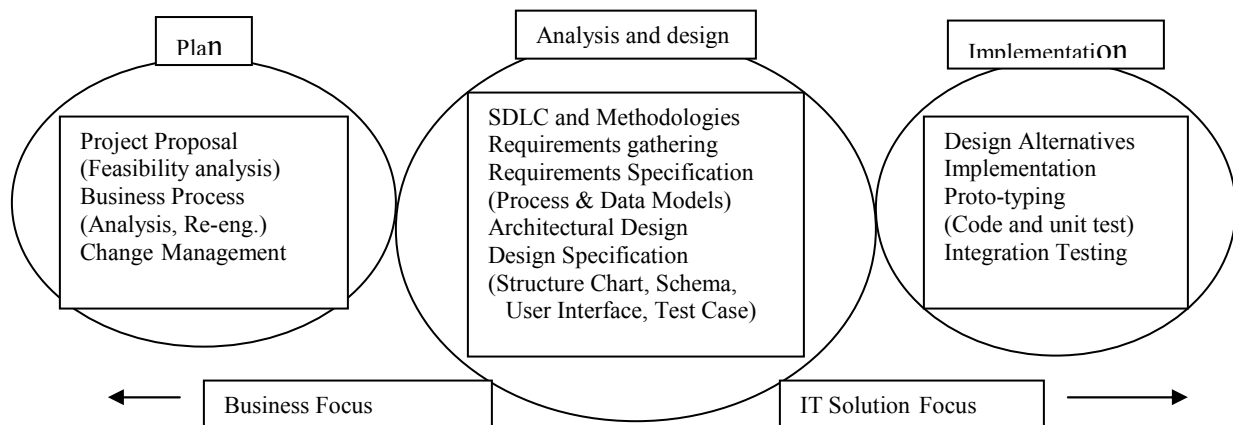 Plan
Project Proposal
(Feasibility analysis)
Business Process
(Analysis, Re-eng.)
Change Management
Analysis and design
SDLC and Methodologies
Requirements gathering
Requirements Specification
(Process & Data Models)
Architectural Design
Design Specification
(Structure Chart, Schema,
User Interface, Test Case)
Implementation
Design Alternatives
Implementation
Proto-typing
(Code and unit test)
Integration Testing
Business Focus
IT Solution Focus